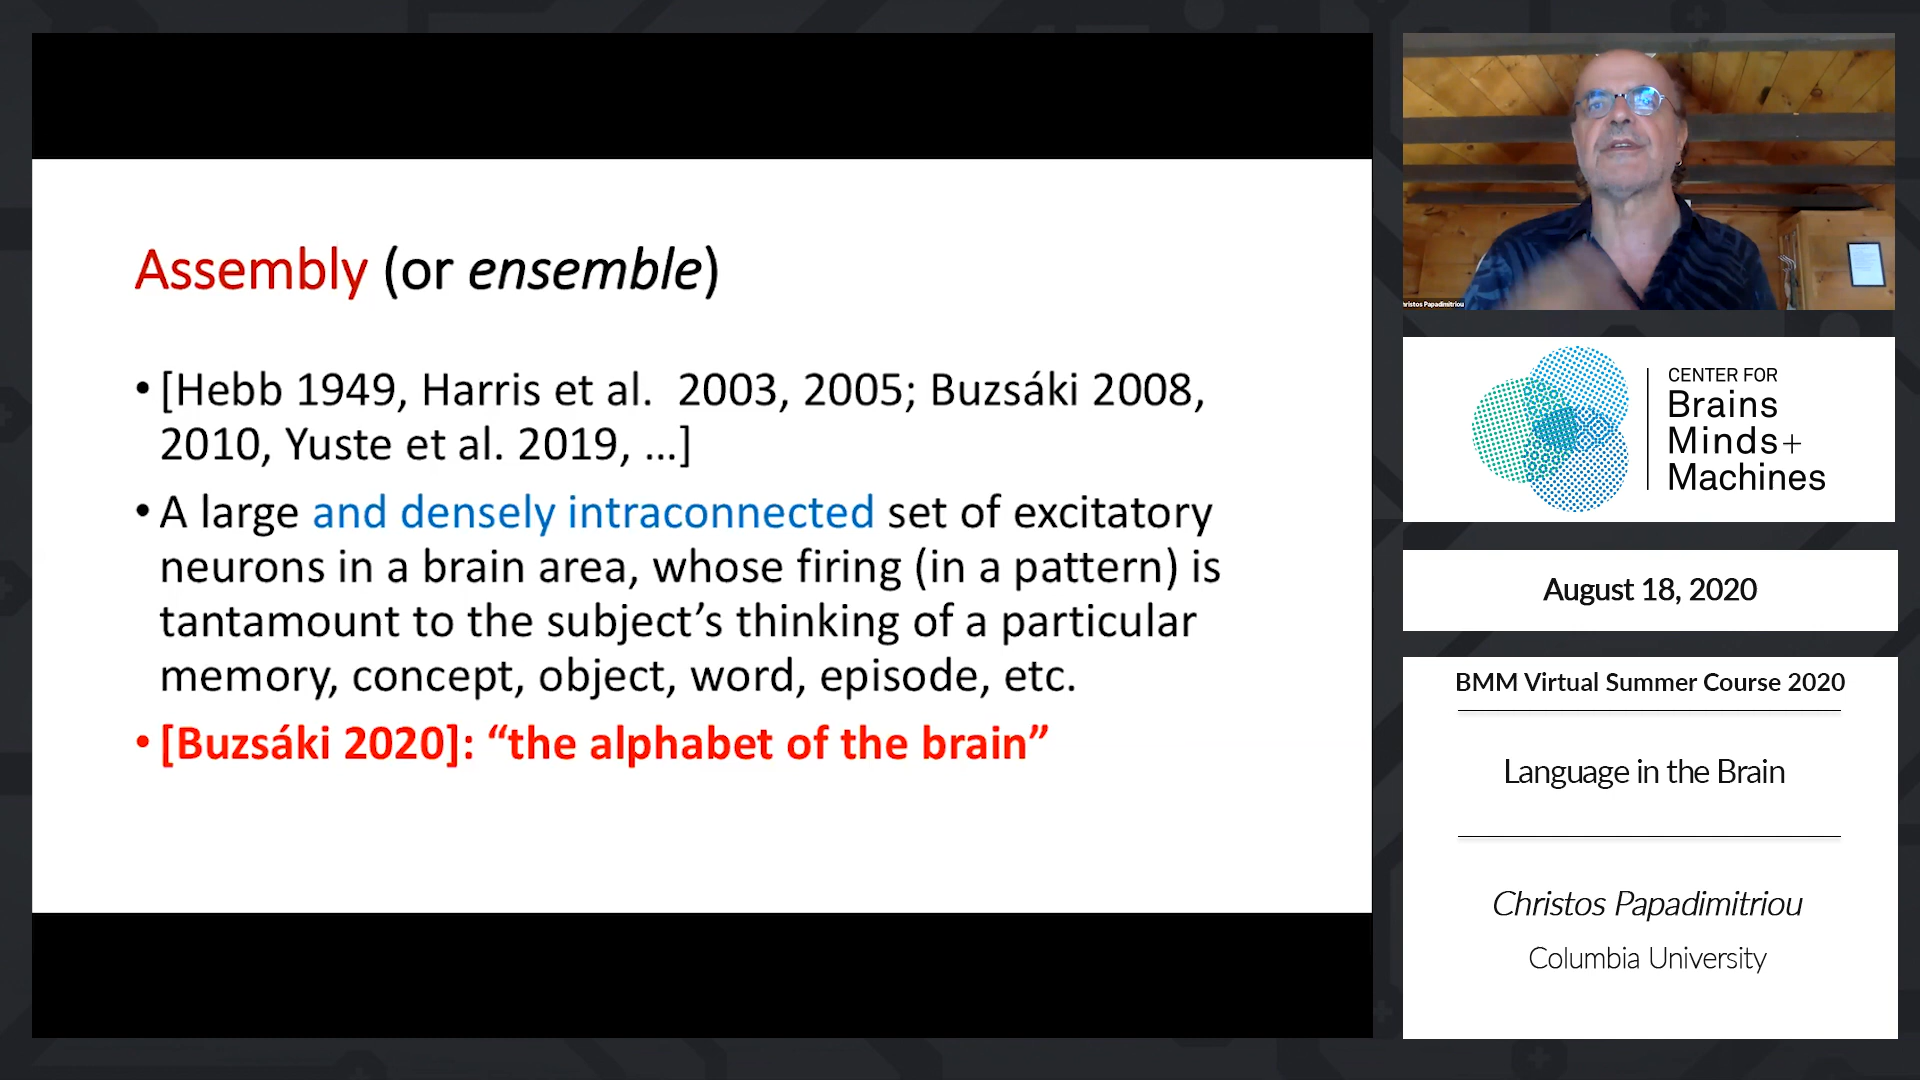 Assembly (or ensemble)
• [Hebb 1949, Harris et al. 2003, 2005; Buzsáki 2008,
2010, Yuste et al. 2019, ...]
• A large and densely intraconnected set of excitatory
neurons in a brain area, whose firing (in a pattern) is
tantamount to the subject’s thinking of a particular
memory, concept, object, word, episode, etc.
• [Buzsáki 2020]: “the alphabet of the brain”
Christos Papadimitriou
CENTER FOR
Brains
Minds+
Machines
August 18, 2020
BMM Virtual Summer Course 2020
Language in the Brain
Christos Papadimitriou
Columbia University